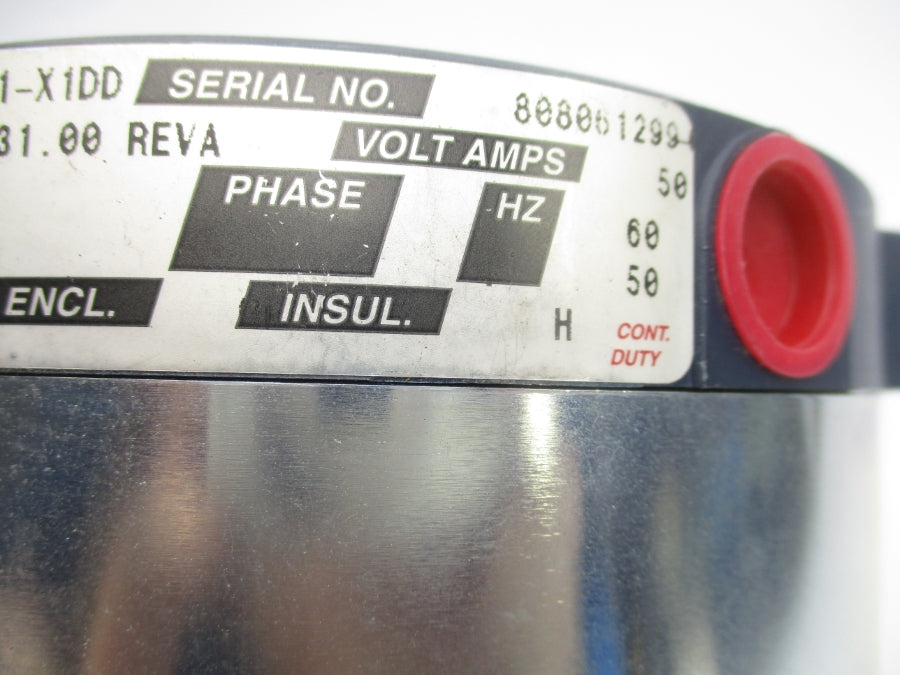 1-X1DD SERIAL NO. 808061299
31.00 REVA VOLT AMPS 50
PHASE HZ 60
50
ENCL. INSUL. H CONT.
DUTY